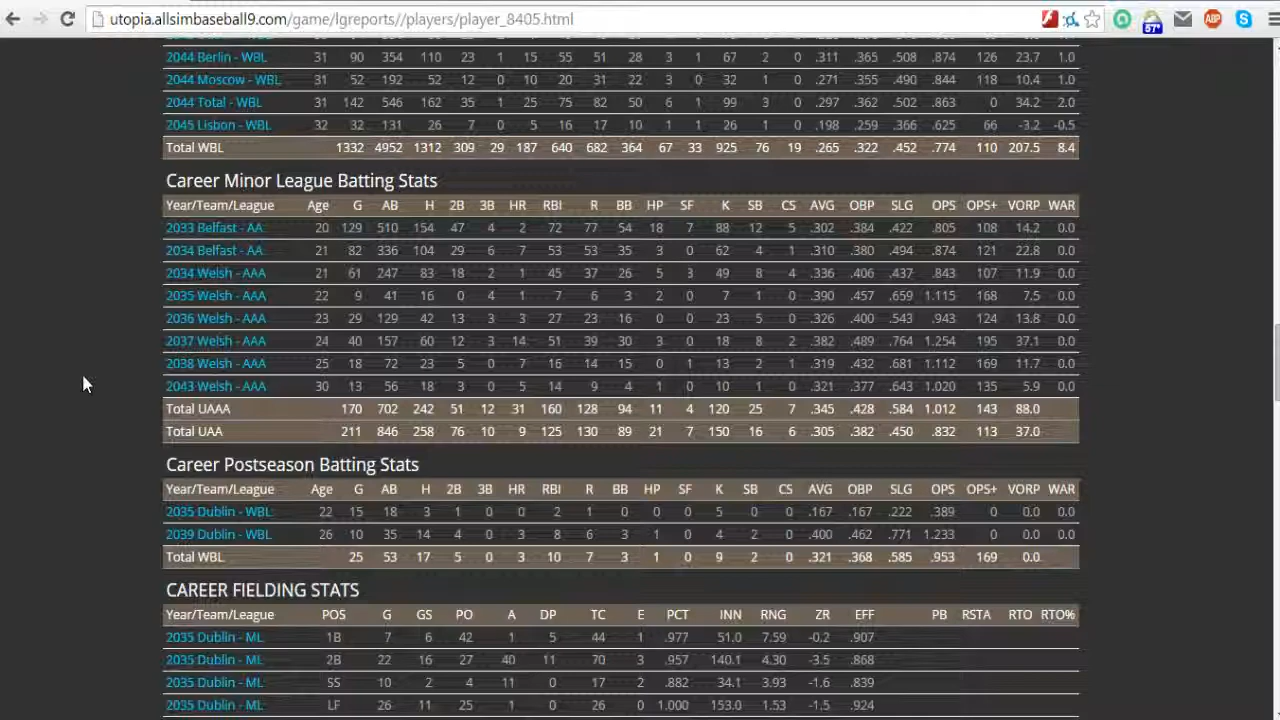 utopia.allsimbaseball9.com/game/lgreports//players/player_8405.html
57°
ABP
2044 Berlin - WBL 31 90 354 110 23 1 15 55 51 28 3 1 67 2 0 .311 .365 .508 .874 126 23.7 1.0
2044 Moscow - WBL 31 52 192 52 12 0 10 20 31 22 3 0 32 1 0 .271 .355 .490 .844 118 10.4 1.0
2044 Total - WBL 31 142 546 162 35 1 25 75 82 50 6 1 99 3 0 .297 .362 .502 .863 0 34.2 2.0
2045 Lisbon - WBL 32 32 131 26 7 0 5 16 17 10 1 1 26 1 0 .198 .259 .366 .625 66 -3.2 -0.5
Total WBL 1332 4952 1312 309 29 187 640 682 364 67 33 925 76 19 .265 .322 .452 .774 110 207.5 8.4
Career Minor League Batting Stats
Year/Team/League Age G AB H 2B 3B HR RBI R BB HP SF K SB CS AVG OBP SLG OPS OPS+ VORP WAR
2033 Belfast - AA 20 129 510 154 47 4 2 72 77 54 18 7 88 12 5 .302 .384 .422 .805 108 14.2 0.0
2034 Belfast - AA 21 82 336 104 29 6 7 53 53 35 3 0 62 4 1 .310 .380 .494 .874 121 22.8 0.0
2034 Welsh - AAA 21 61 247 83 18 2 1 45 37 26 5 3 49 8 4 .336 .406 .437 .843 107 11.9 0.0
2035 Welsh - AAA 22 9 41 16 0 4 1 7 6 3 2 0 7 1 0 .390 .457 .659 1.115 168 7.5 0.0
2036 Welsh - AAA 23 29 129 42 13 3 3 27 23 16 0 0 23 5 0 .326 .400 .543 .943 124 13.8 0.0
2037 Welsh - AAA 24 40 157 60 12 3 14 51 39 30 3 0 18 8 2 .382 .489 .764 1.254 195 37.1 0.0
2038 Welsh - AAA 25 18 72 23 5 0 7 16 14 15 0 1 13 2 1 .319 .432 .681 1.112 169 11.7 0.0
2043 Welsh - AAA 30 13 56 18 3 0 5 14 9 4 1 0 10 1 0 .321 .377 .643 1.020 135 5.9 0.0
Total UAAA 170 702 242 51 12 31 160 128 94 11 4 120 25 7 .345 .428 .584 1.012 143 88.0
Total UAA 211 846 258 76 10 9 125 130 89 21 7 150 16 6 .305 .382 .450 .832 113 37.0
Career Postseason Batting Stats
Year/Team/League Age G AB H 2B 3B HR RBI R BB HP SF K SB CS AVG OBP SLG OPS OPS+ VORP WAR
2035 Dublin - WBL 22 15 18 3 1 0 0 2 1 0 0 0 5 0 0 .167 .167 .222 .389 0 0.0 0.0
2039 Dublin - WBL 26 10 35 14 4 0 3 8 6 3 1 0 4 2 0 .400 .462 .771 1.233 0 0.0 0.0
Total WBL 25 53 17 5 0 3 10 7 3 1 0 9 2 0 .321 .368 .585 .953 169 0.0
CAREER FIELDING STATS
Year/Team/League POS G GS PO A DP TC E PCT INN RNG ZR EFF PB RSTA RTO RTO%
2035 Dublin - ML 1B 7 6 42 1 5 44 1 .977 51.0 7.59 -0.2 .907
2035 Dublin - ML 2B 22 16 27 40 11 70 3 .957 140.1 4.30 -3.5 .868
2035 Dublin - ML SS 10 2 4 11 0 17 2 .882 34.1 3.93 -1.6 .839
2035 Dublin - ML LF 26 11 25 1 0 26 0 1.000 153.0 1.53 -1.5 .924